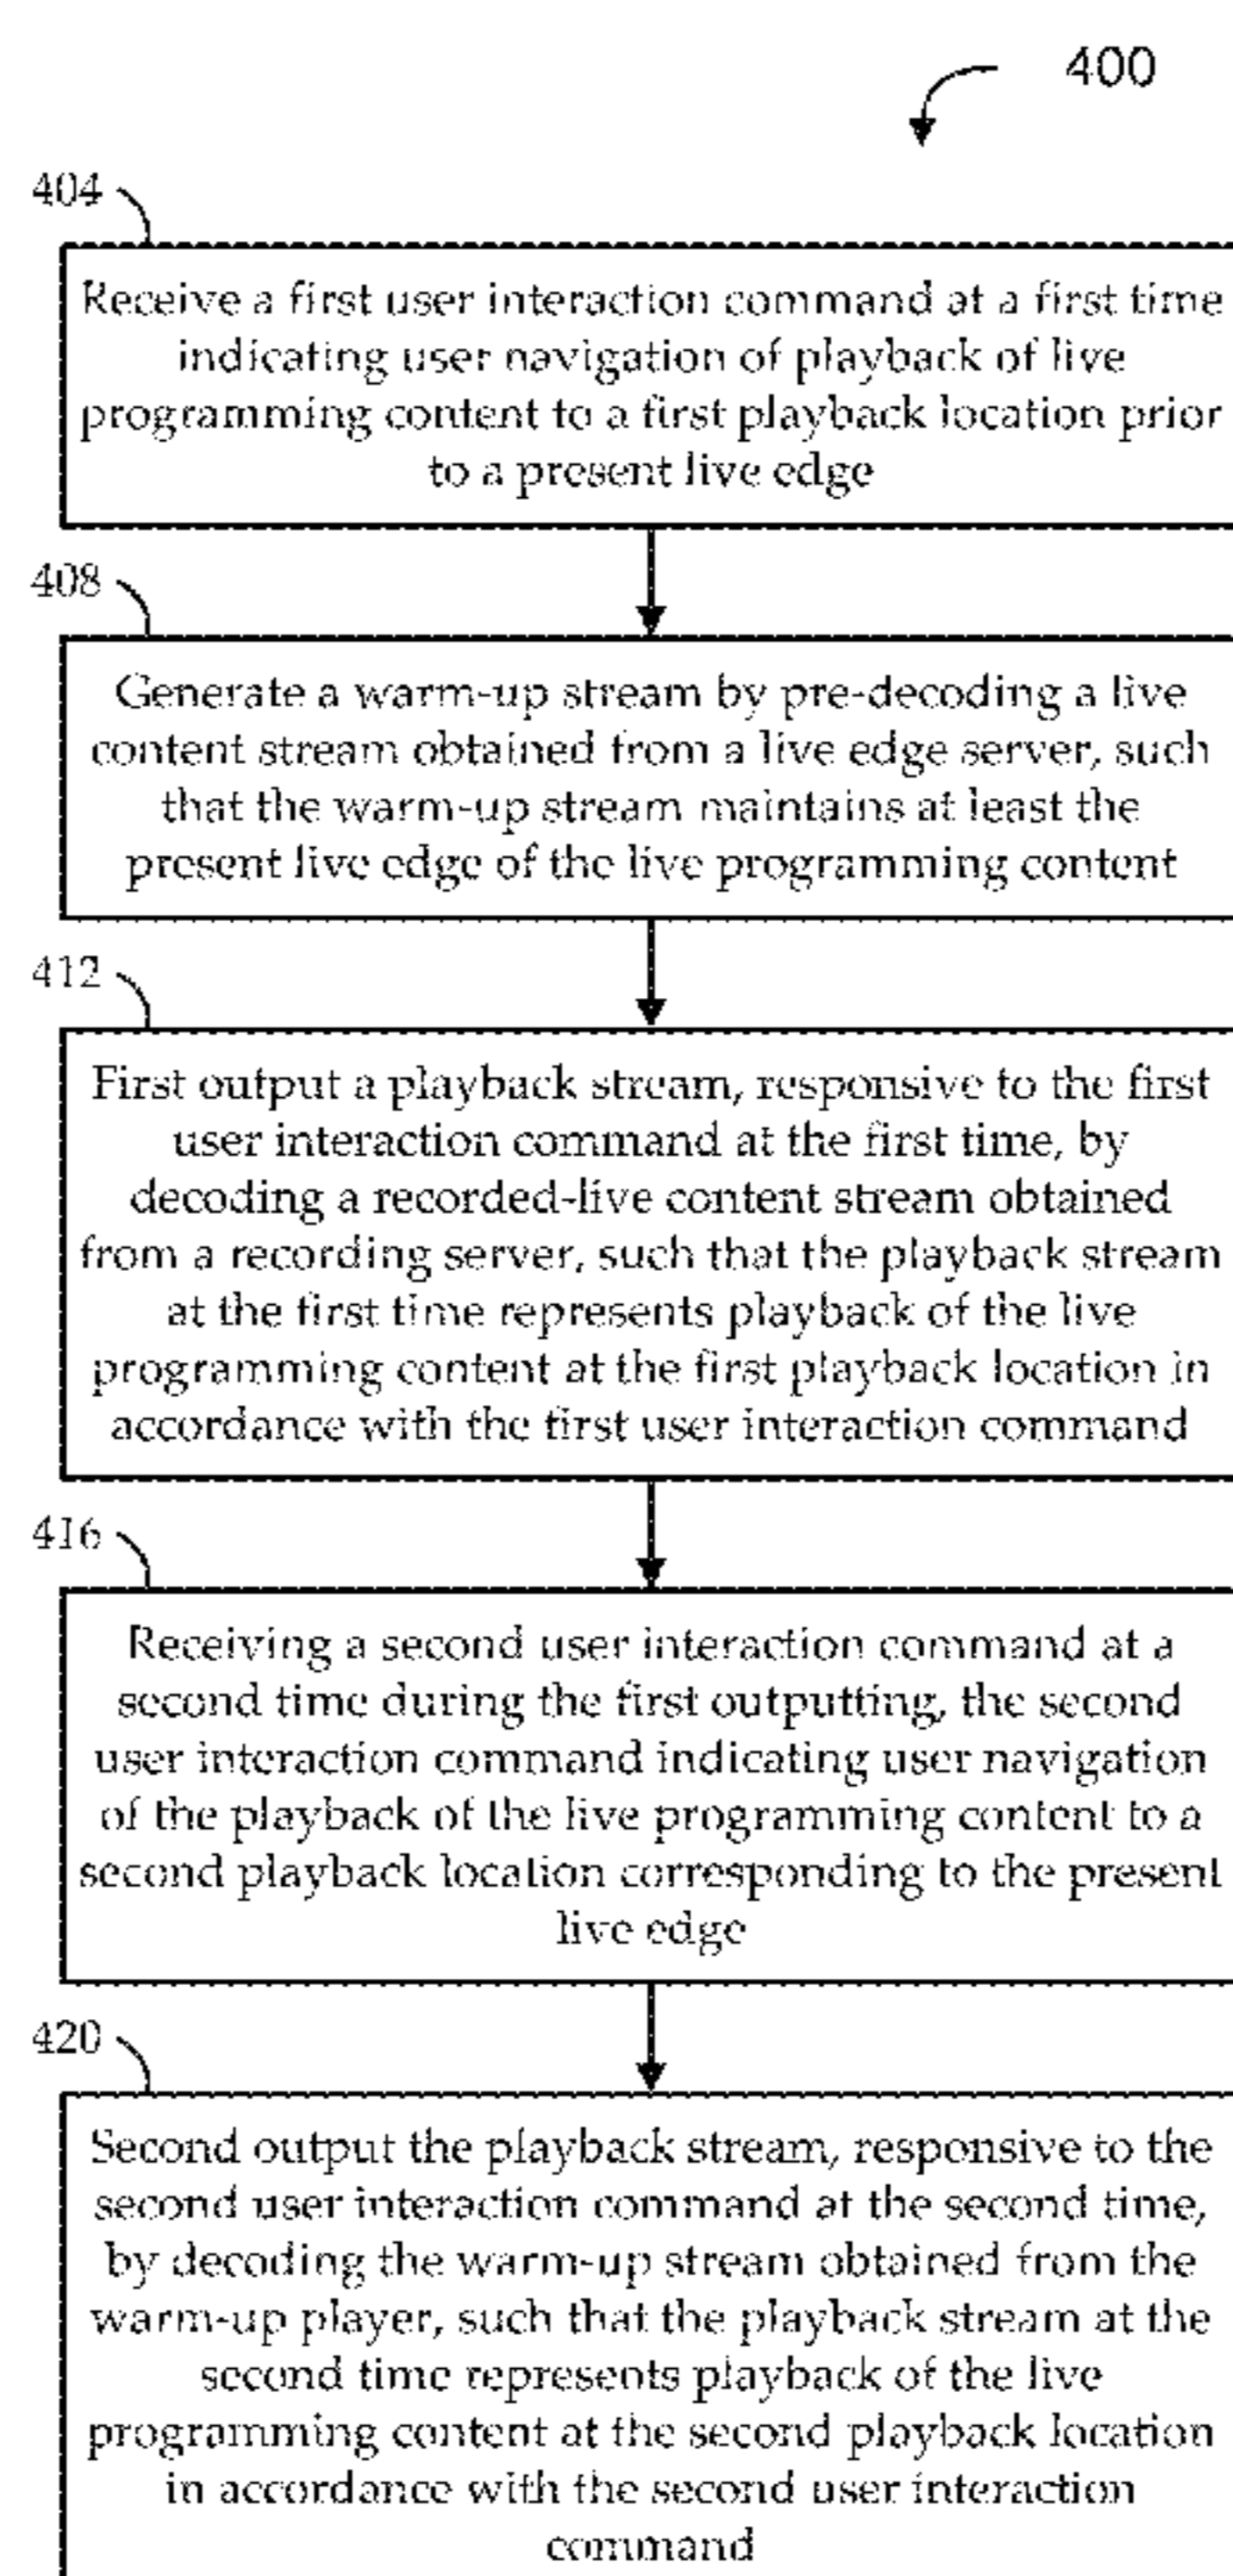 400
404
Receive a first user interaction command at a first time
indicating user navigation of playback of live
programming content to a first playback location prior
to a present live edge
408
Generate a warm-up stream by pre-decoding a live
content stream obtained from a live edge server, such
that the warm-up stream maintains at least the
present live edge of the live programming content
412
First output a playback stream, responsive to the first
user interaction command at the first time, by
decoding a recorded-live content stream obtained
from a recording server, such that the playback stream
at the first time represents playback of the live
programming content at the first playback location in
accordance with the first user interaction command
416
Receiving a second user interaction command at a
second time during the first outputting, the second
user interaction command indicating user navigation
of the playback of the live programming content to a
second playback location corresponding to the present
live edge
420
Second output the playback stream, responsive to the
second user interaction command at the second time,
by decoding the warm-up stream obtained from the
warm-up player, such that the playback stream at the
second time represents playback of the live
programming content at the second playback location
in accordance with the second user interaction
command